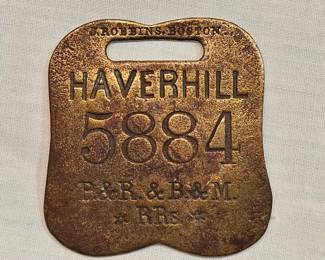 J. ROBBINS, BOSTON.
HAVERHILL
5884
P. & R. & B. & M.
* RRs *